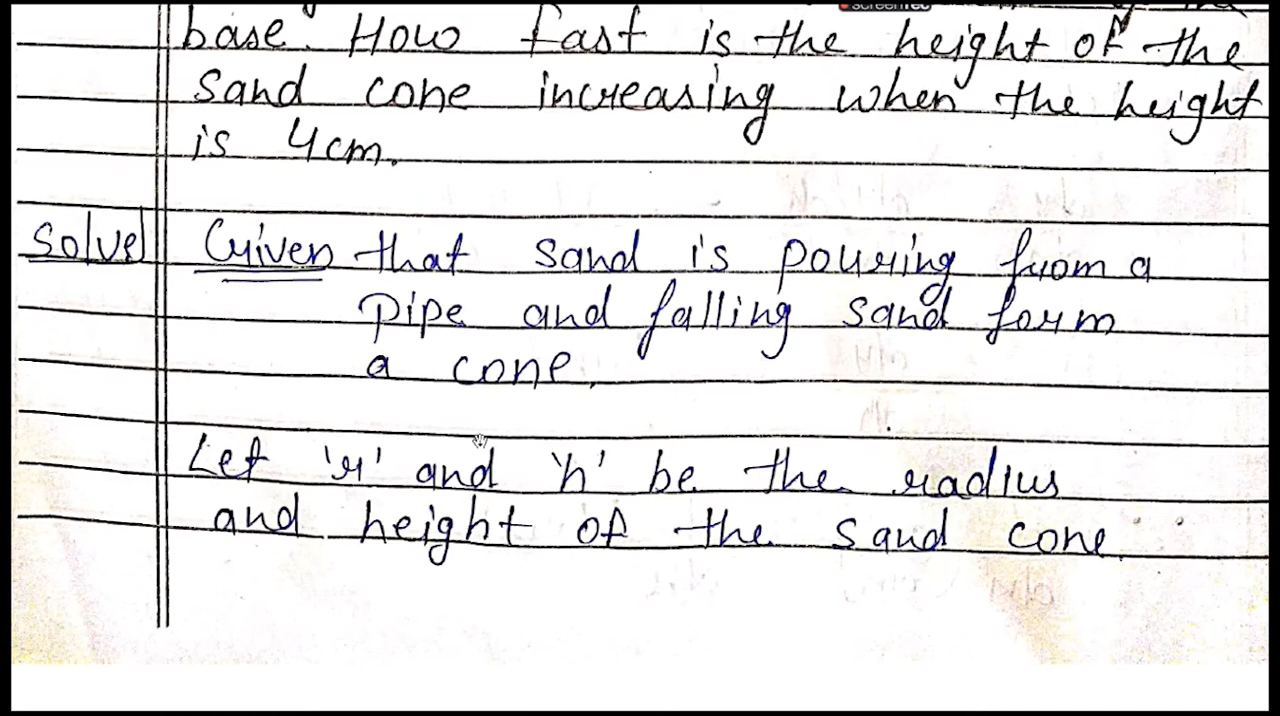 base. How fast is the height of the
sand cone increasing when the height
is 4cm.
Solve Given that sand is pouring from a
pipe and falling sand form
a cone.
Let 'r' and 'h' be the radius
and height of the sand cone.